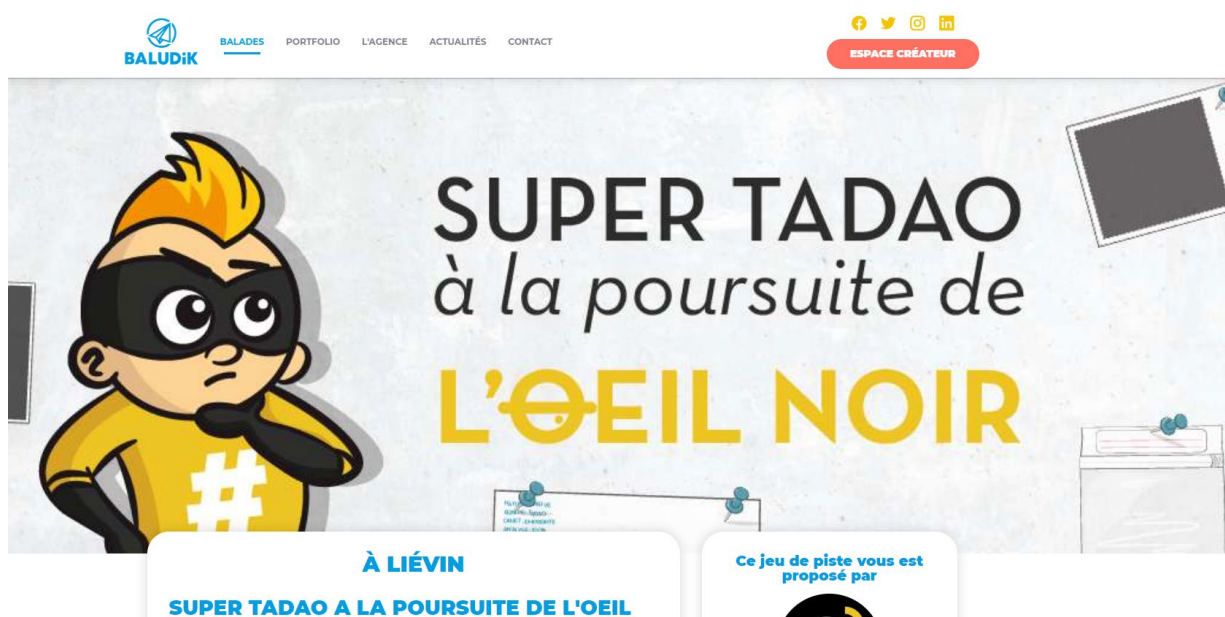 BALUDiK
BALADES PORTFOLIO L'AGENCE ACTUALITÉS CONTACT
ESPACE CRÉATEUR
SUPER TADAO
à la poursuite de
L'OEIL NOIR
#
À LIÉVIN
SUPER TADAO A LA POURSUITE DE L'OEIL
Ce jeu de piste vous est
proposé par